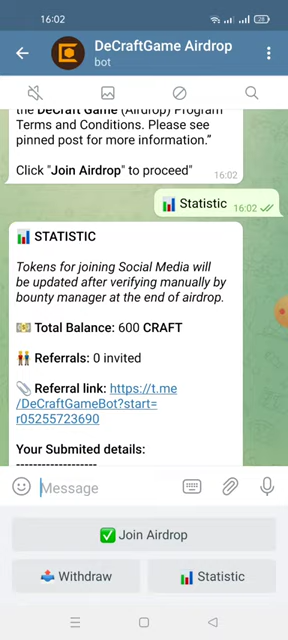 16:02
28
DeCraftGame Airdrop
bot
the DeCraft Game (Airdrop) Program
Terms and Conditions. Please see
pinned post for more information.”
Click "Join Airdrop" to proceed"
16:02
Statistic 16:02
STATISTIC
Tokens for joining Social Media will
be updated after verifying manually by
bounty manager at the end of airdrop.
Total Balance: 600 CRAFT
Referrals: 0 invited
Referral link: https://t.me
/DeCraftGameBot?start=
r05255723690
Your Submited details:
--------------------
Message
Join Airdrop
Withdraw
Statistic